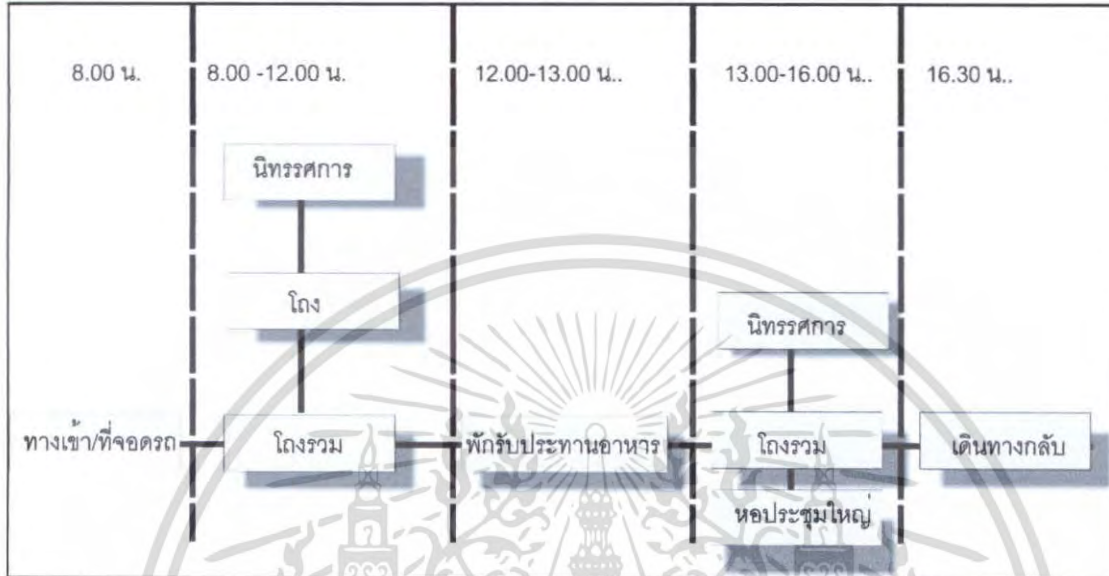 8.00 น. 8.00 -12.00 น. 12.00-13.00 น.. 13.00-16.00 น.. 16.30 น..
นิทรรศการ
โถง
นิทรรศการ
ทางเข้า/ที่จอดรถ โถงรวม พักรับประทานอาหาร โถงรวม เดินทางกลับ
หอประชุมใหญ่